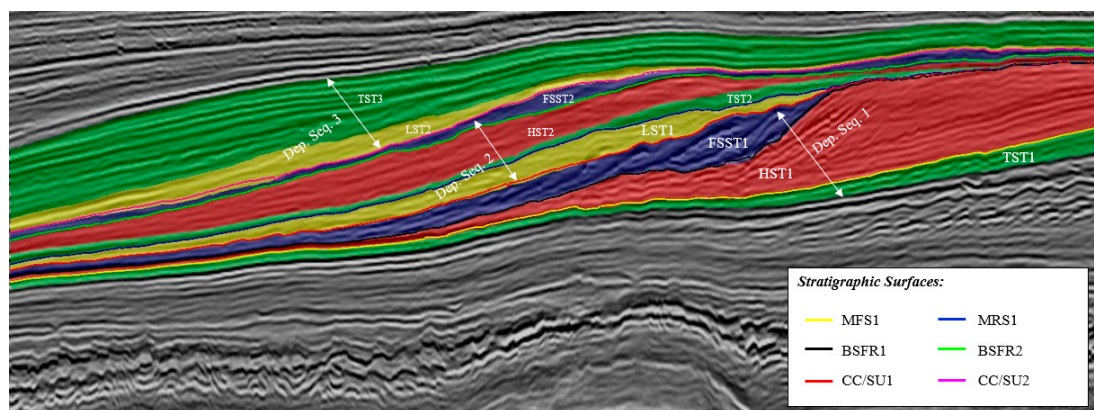 TST3
FSST2
LST2
Dep. Seq. 3
HST2
TST2
LST1
Dep. Seq. 2
FSST1
Dep. Seq. 1
HST1
TST1
Stratigraphic Surfaces:
MFS1 MRS1
BSFR1 BSFR2
CC/SU1 CC/SU2